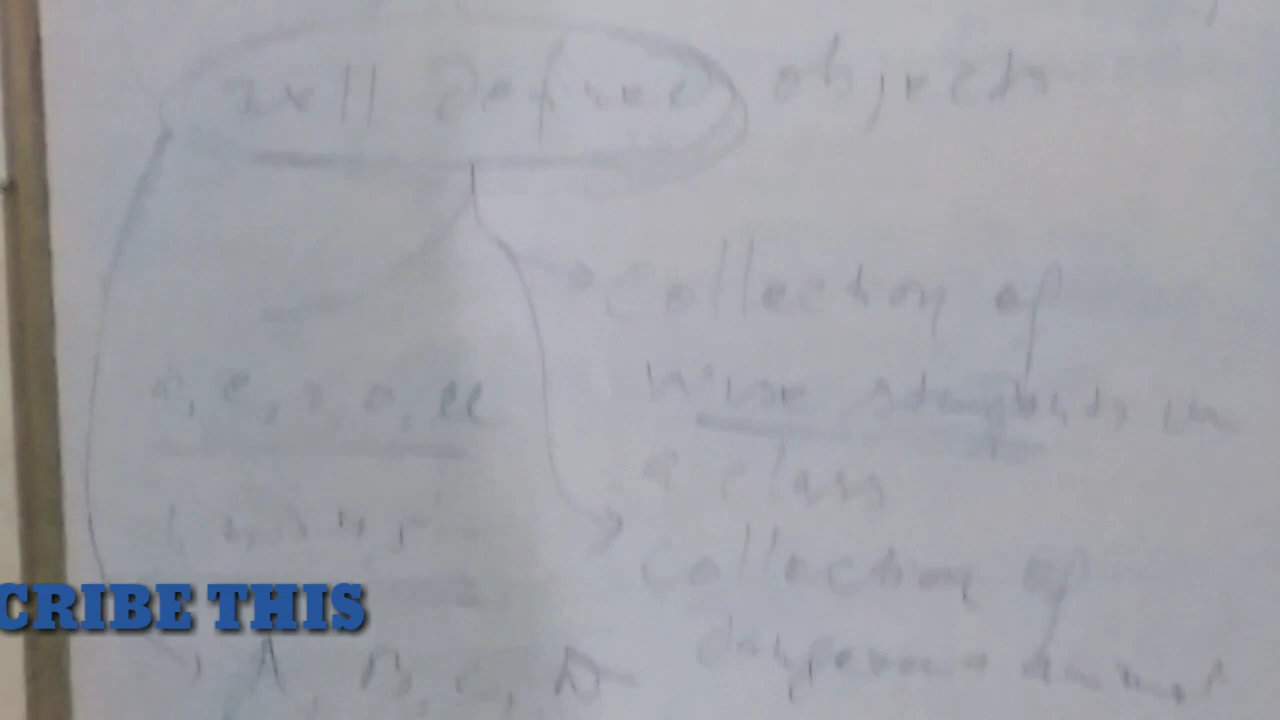 well defined objects
collection of
a, e, i, o, u
wise students in
a class
1, 2, 3, 4, 5
collection of
CRIBE THIS
A, B, C, D
dangerous animal